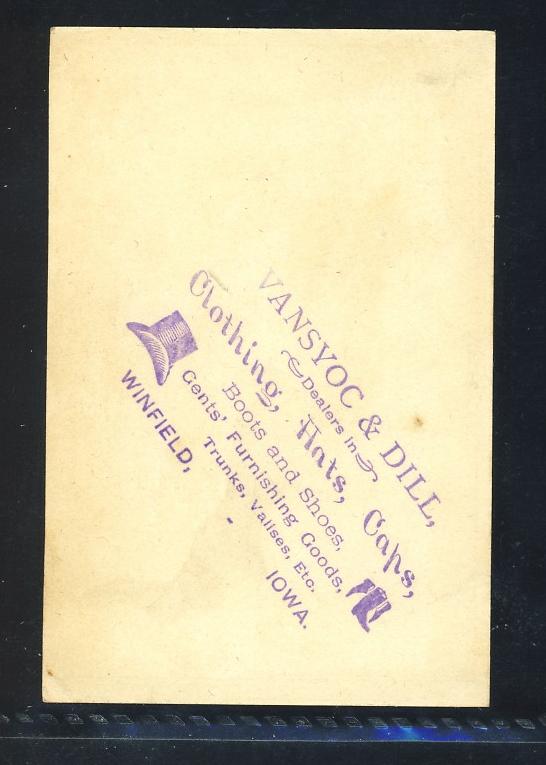 VANSYOC & DILL,
Dealers In
Clothing, Hats, Caps,
Boots and Shoes,
Gents' Furnishing Goods,
Trunks, Valises, Etc.
WINFIELD, - IOWA.